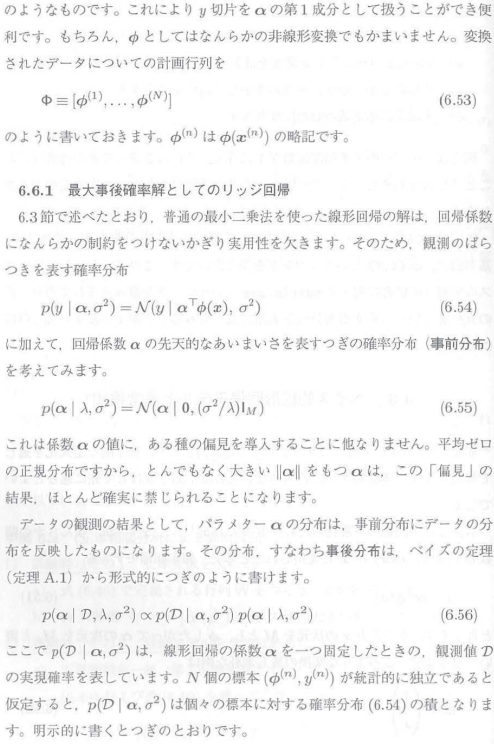 のようなものです。これにより y 切片を α の第1成分として扱うことができ便
利です。もちろん，ϕ としてはなんらかの非線形変換でもかまいません。変換
されたデータについての計画行列を
Φ ≡ [ϕ⁽¹⁾, . . . , ϕ⁽ᴺ⁾] (6.53)
のように書いておきます。ϕ⁽ⁿ⁾ は ϕ(x⁽ⁿ⁾) の略記です。
6.6.1 最大事後確率解としてのリッジ回帰
6.3 節で述べたとおり，普通の最小二乗法を使った線形回帰の解は，回帰係数
になんらかの制約をつけないかぎり実用性を欠きます。そのため，観測のばら
つきを表す確率分布
p(y | α, σ²) = N(y | α⊤ϕ(x), σ²) (6.54)
に加えて，回帰係数 α の先天的なあいまいさを表すつぎの確率分布（事前分布）
を考えてみます。
p(α | λ, σ²) = N(α | 0, (σ²/λ)I_M) (6.55)
これは係数 α の値に，ある種の偏見を導入することに他なりません。平均ゼロ
の正規分布ですから，とんでもなく大きい ‖α‖ をもつ α は，この「偏見」の
結果，ほとんど確実に禁じられることになります。
データの観測の結果として，パラメター α の分布は，事前分布にデータの分
布を反映したものになります。その分布，すなわち事後分布は，ベイズの定理
（定理 A.1）から形式的につぎのように書けます。
p(α | D, λ, σ²) ∝ p(D | α, σ²) p(α | λ, σ²) (6.56)
ここで p(D | α, σ²) は，線形回帰の係数 α を一つ固定したときの，観測値 D
の実現確率を表しています。N 個の標本 (ϕ⁽ⁿ⁾, y⁽ⁿ⁾) が統計的に独立であると
仮定すると，p(D | α, σ²) は個々の標本に対する確率分布 (6.54) の積となりま
す。明示的に書くとつぎのとおりです。